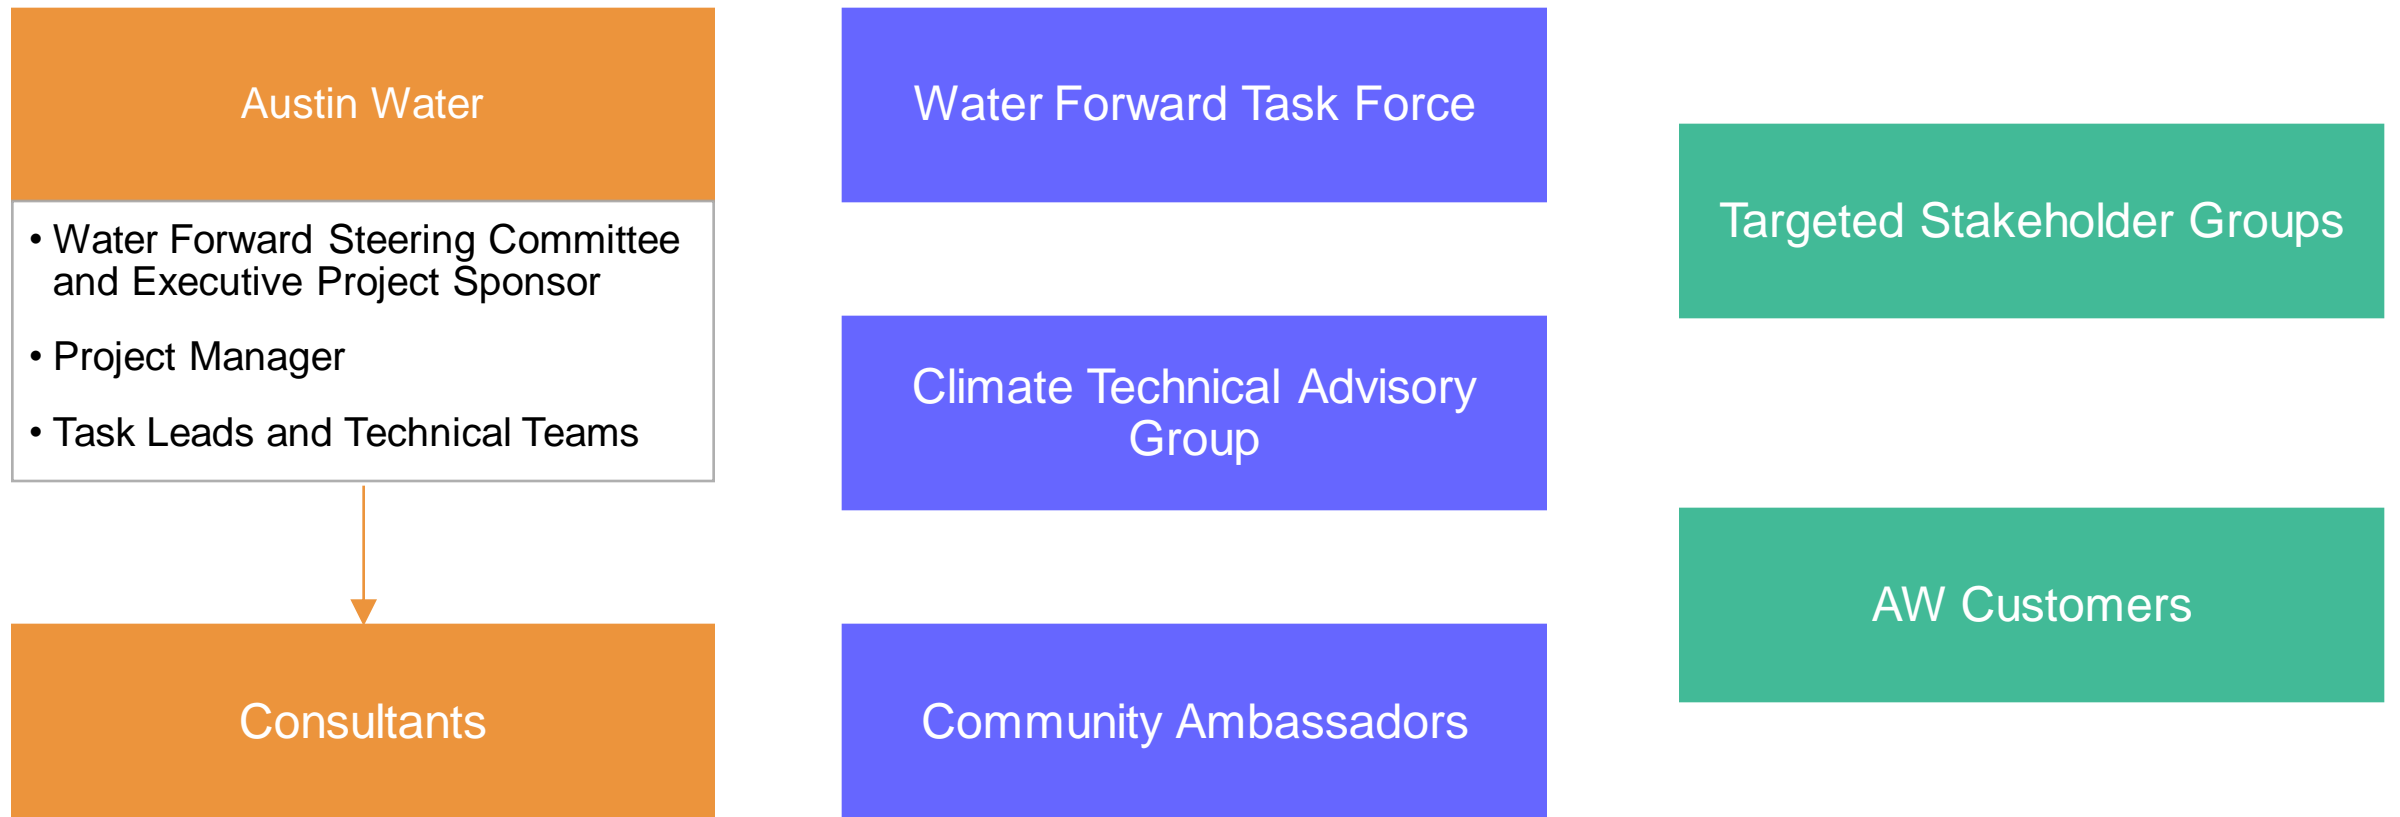 Austin Water
• Water Forward Steering Committee
and Executive Project Sponsor
• Project Manager
• Task Leads and Technical Teams
Consultants
Water Forward Task Force
Climate Technical Advisory
Group
Community Ambassadors
Targeted Stakeholder Groups
AW Customers